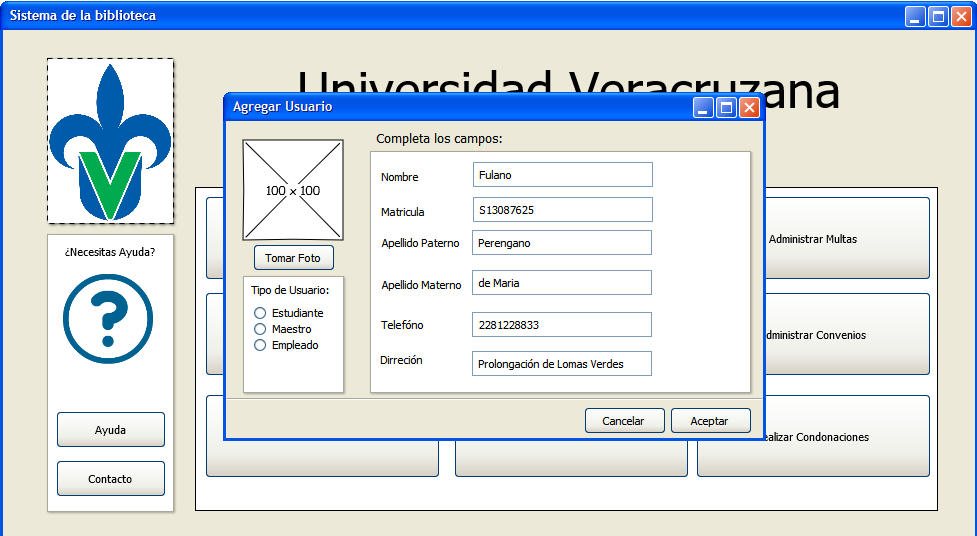 Sistema de la biblioteca
Universidad Veracruzana
Agregar Usuario
Completa los campos:
100 x 100
Nombre
Fulano
Matricula
S13087625
Apellido Paterno
Perengano
Apellido Materno
de Maria
Telefóno
2281228833
Dirreción
Prolongación de Lomas Verdes
Tomar Foto
Tipo de Usuario:
Estudiante
Maestro
Empleado
Cancelar
Aceptar
¿Necesitas Ayuda?
Ayuda
Contacto
Administrar Multas
dministrar Convenios
ealizar Condonaciones